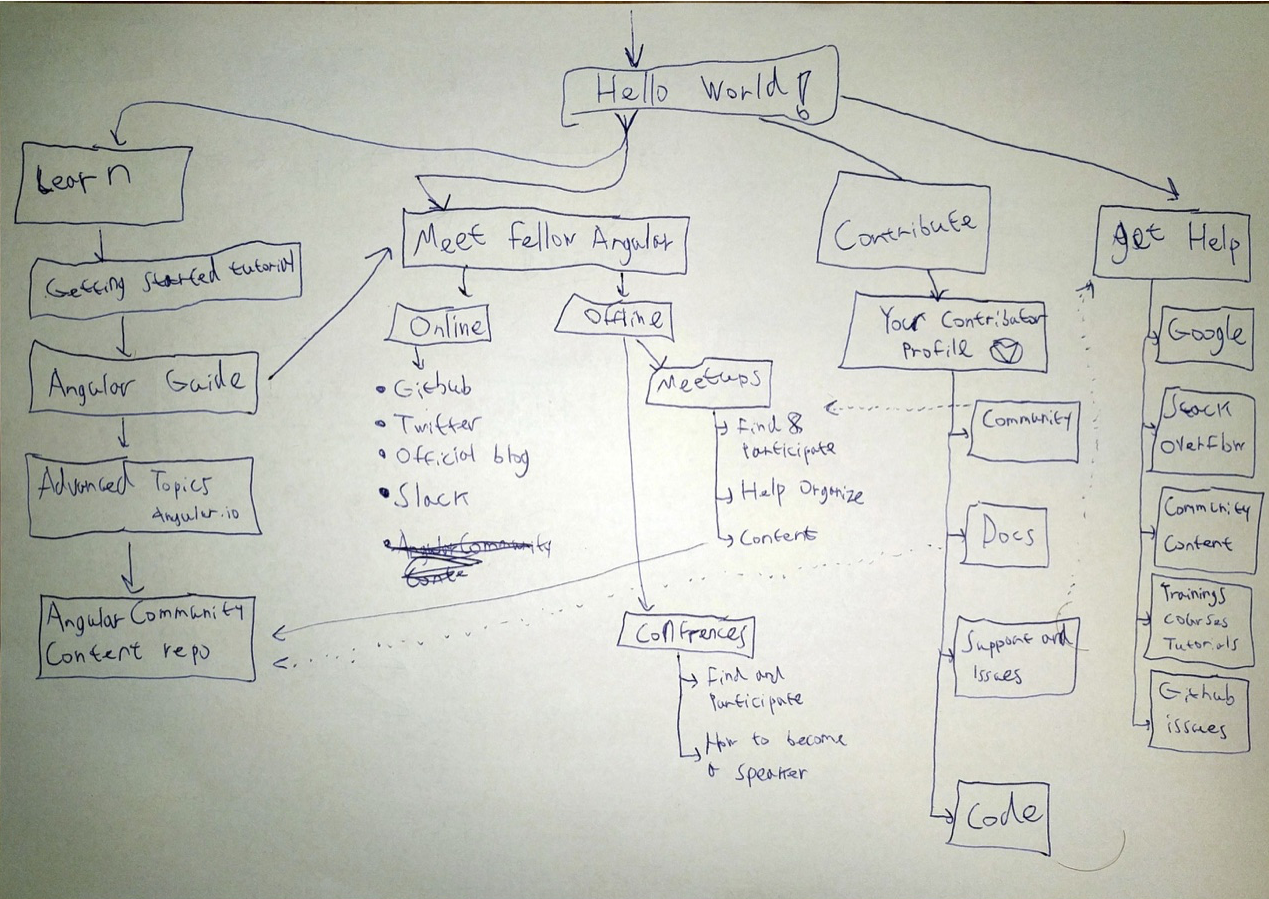 Hello World!
Learn
Getting started tutorial
Angular Guide
Advanced Topics
Angular.io
Angular Community
Content repo
Meet fellow Angular
Online
• Github
• Twitter
• Official blog
• Slack
Offline
Meetups
Find &
Participate
Help Organize
Content
Confrences
Find and
Participate
How to become
a speaker
Contribute
Your Contributor
Profile
Community
Docs
Support and
Issues
Code
get Help
Google
Stack
overflow
Community
Content
Trainings
courses
Tutorials
Github
issues